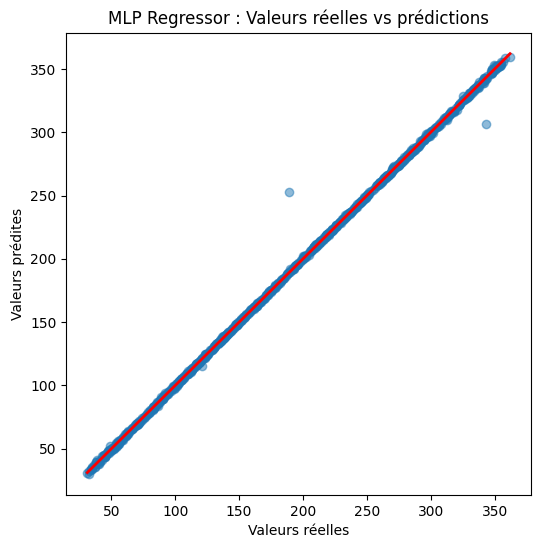 MLP Regressor : Valeurs réelles vs prédictions
350
300
250
200
150
100
50
Valeurs prédites
50 100 150 200 250 300 350
Valeurs réelles